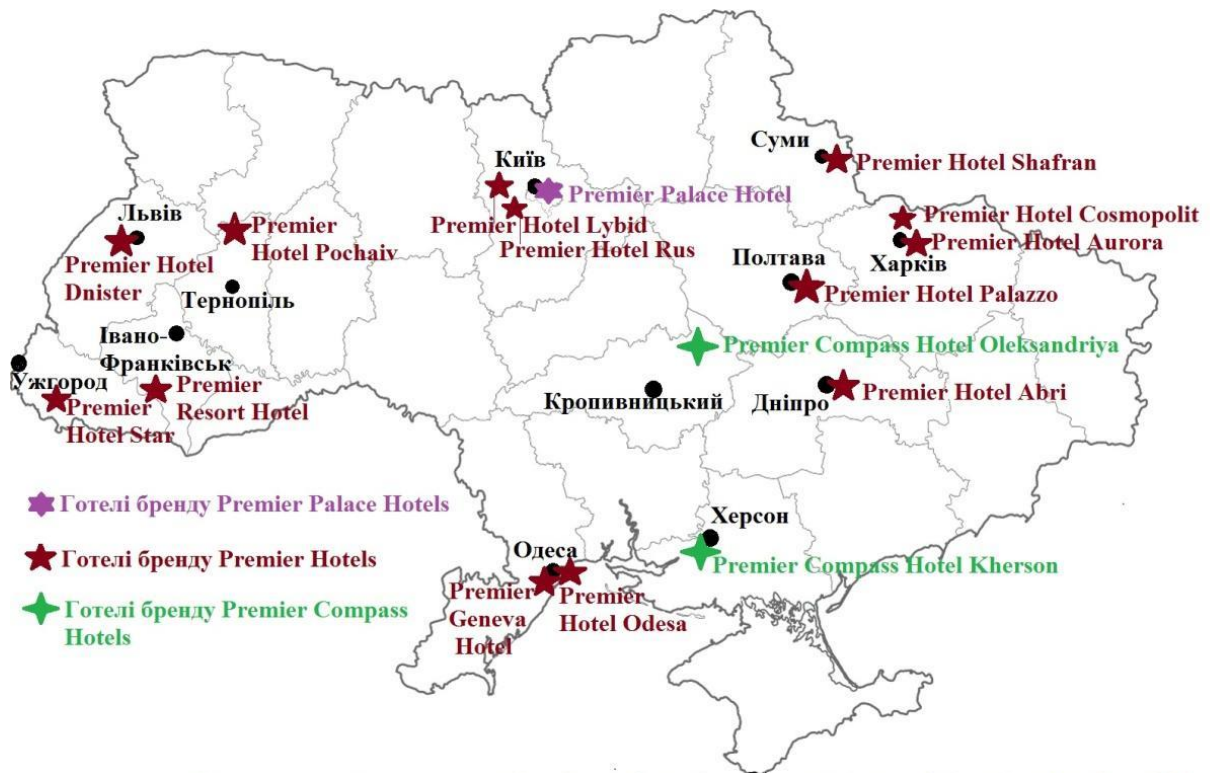 Суми
Premier Hotel Shafran
Київ
Premier Palace Hotel
Львів
Premier
Hotel Pochaiv
Premier Hotel Lybid
Premier Hotel Rus
Premier Hotel Cosmopolit
Premier Hotel Aurora
Харків
Premier Hotel
Dnister
Полтава
Premier Hotel Palazzo
Тернопіль
Івано-
Франківськ
Premier Compass Hotel Oleksandriya
Ужгород
Premier
Hotel Star
Premier
Resort Hotel
Кропивницький
Дніпро
Premier Hotel Abri
Готелі бренду Premier Palace Hotels
Готелі бренду Premier Hotels
Готелі бренду Premier Compass
Hotels
Херсон
Premier Compass Hotel Kherson
Одеса
Premier
Geneva
Hotel
Premier
Hotel Odesa